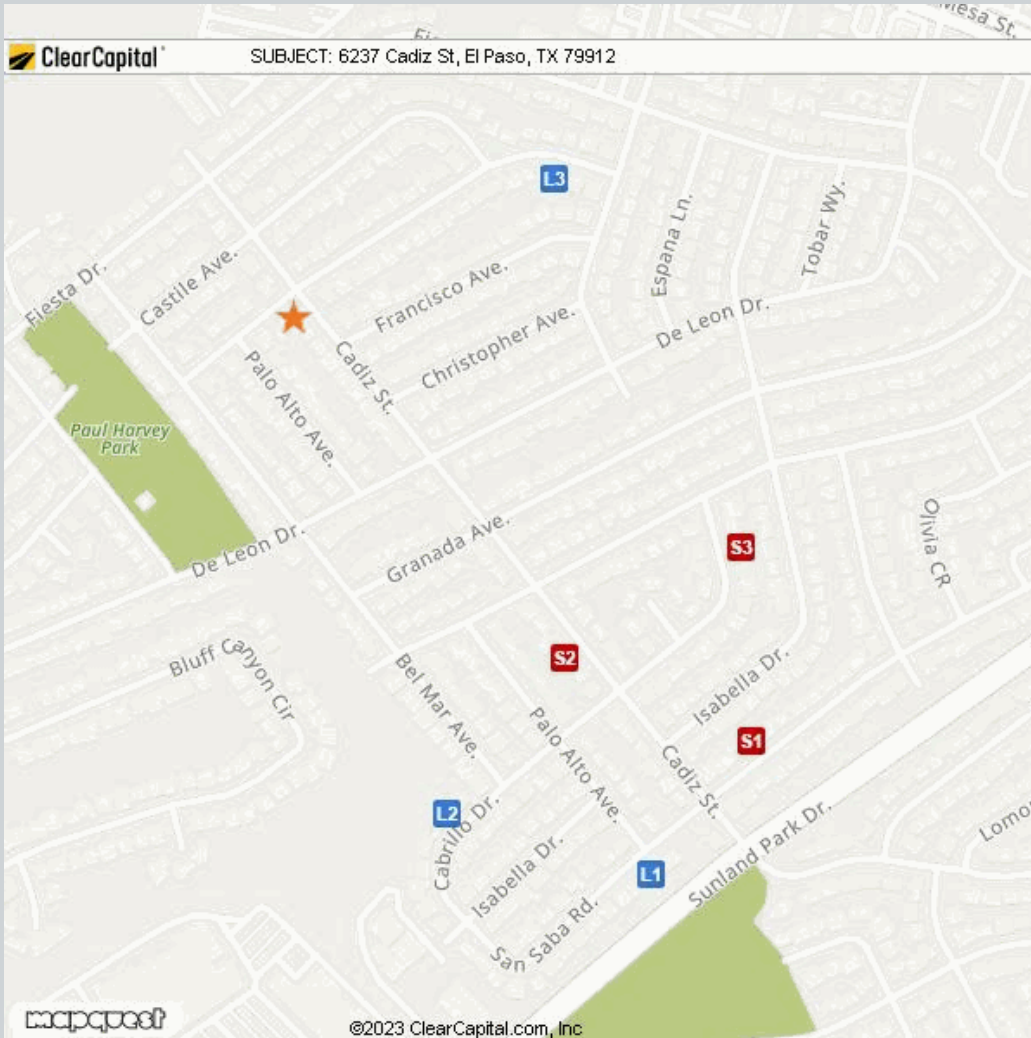 Mesa St.
ClearCapital
SUBJECT: 6237 Cadiz St, El Paso, TX 79912
L3
Espana Ln.
Tobar Wy.
Fiesta Dr.
Castile Ave.
Francisco Ave.
De Leon Dr.
Christopher Ave.
Cadiz St.
Palo Alto Ave.
Paul Harvey
Park
Olivia CR
Granada Ave.
De Leon Dr.
S3
Bluff Canyon Cir
S2
Bel Mar Ave.
Isabella Dr.
Palo Alto Ave.
S1
Cadiz St.
L2
Cabrillo Dr.
Sunland Park Dr.
Isabella Dr.
L1
San Saba Rd.
mapquest
©2023 ClearCapital.com, Inc